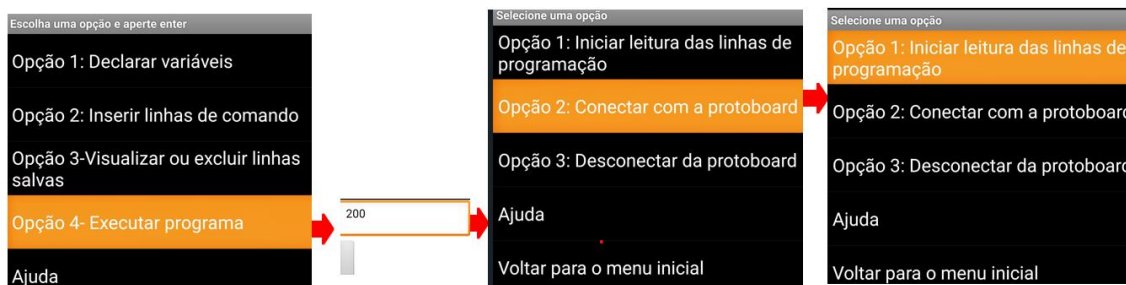 Escolha uma opção e aperte enter
Opção 1: Declarar variáveis
Opção 2: Inserir linhas de comando
Opção 3-Visualizar ou excluir linhas
salvas
Opção 4- Executar programa
Ajuda
200
Selecione uma opção
Opção 1: Iniciar leitura das linhas de
programação
Opção 2: Conectar com a protoboard
Opção 3: Desconectar da protoboard
Ajuda
Voltar para o menu inicial
Selecione uma opção
Opção 1: Iniciar leitura das linhas de
programação
Opção 2: Conectar com a protoboard
Opção 3: Desconectar da protoboard
Ajuda
Voltar para o menu inicial